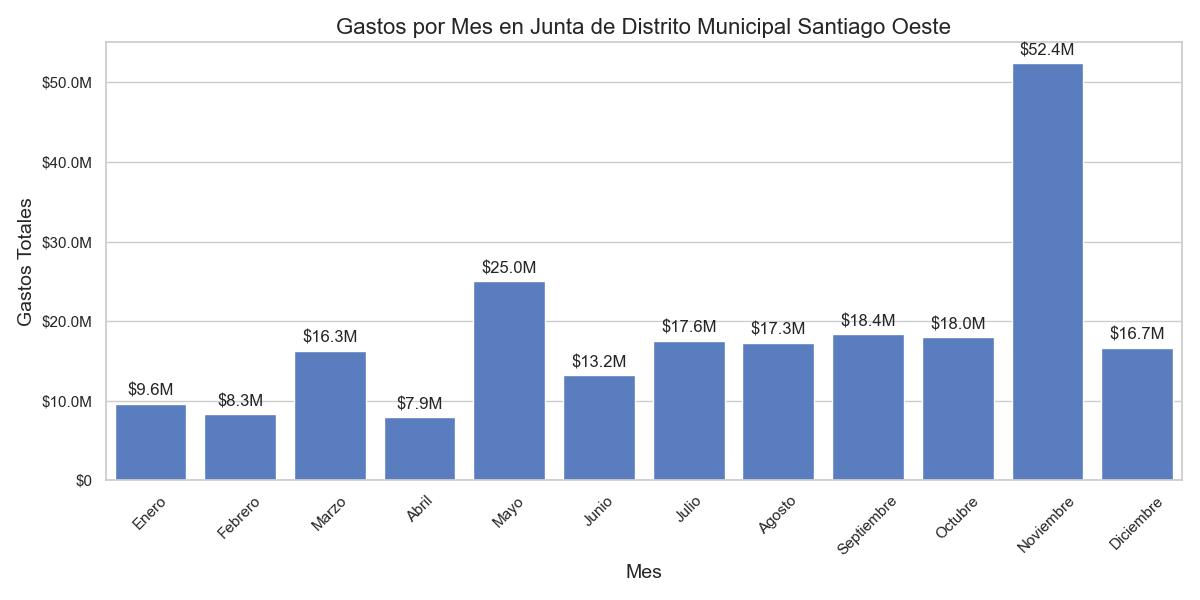 Gastos por Mes en Junta de Distrito Municipal Santiago Oeste
Gastos Totales
$50.0M
$40.0M
$30.0M
$20.0M
$10.0M
$0
$9.6M
$8.3M
$16.3M
$7.9M
$25.0M
$13.2M
$17.6M
$17.3M
$18.4M
$18.0M
$52.4M
$16.7M
Enero
Febrero
Marzo
Abril
Mayo
Junio
Julio
Agosto
Septiembre
Octubre
Noviembre
Diciembre
Mes